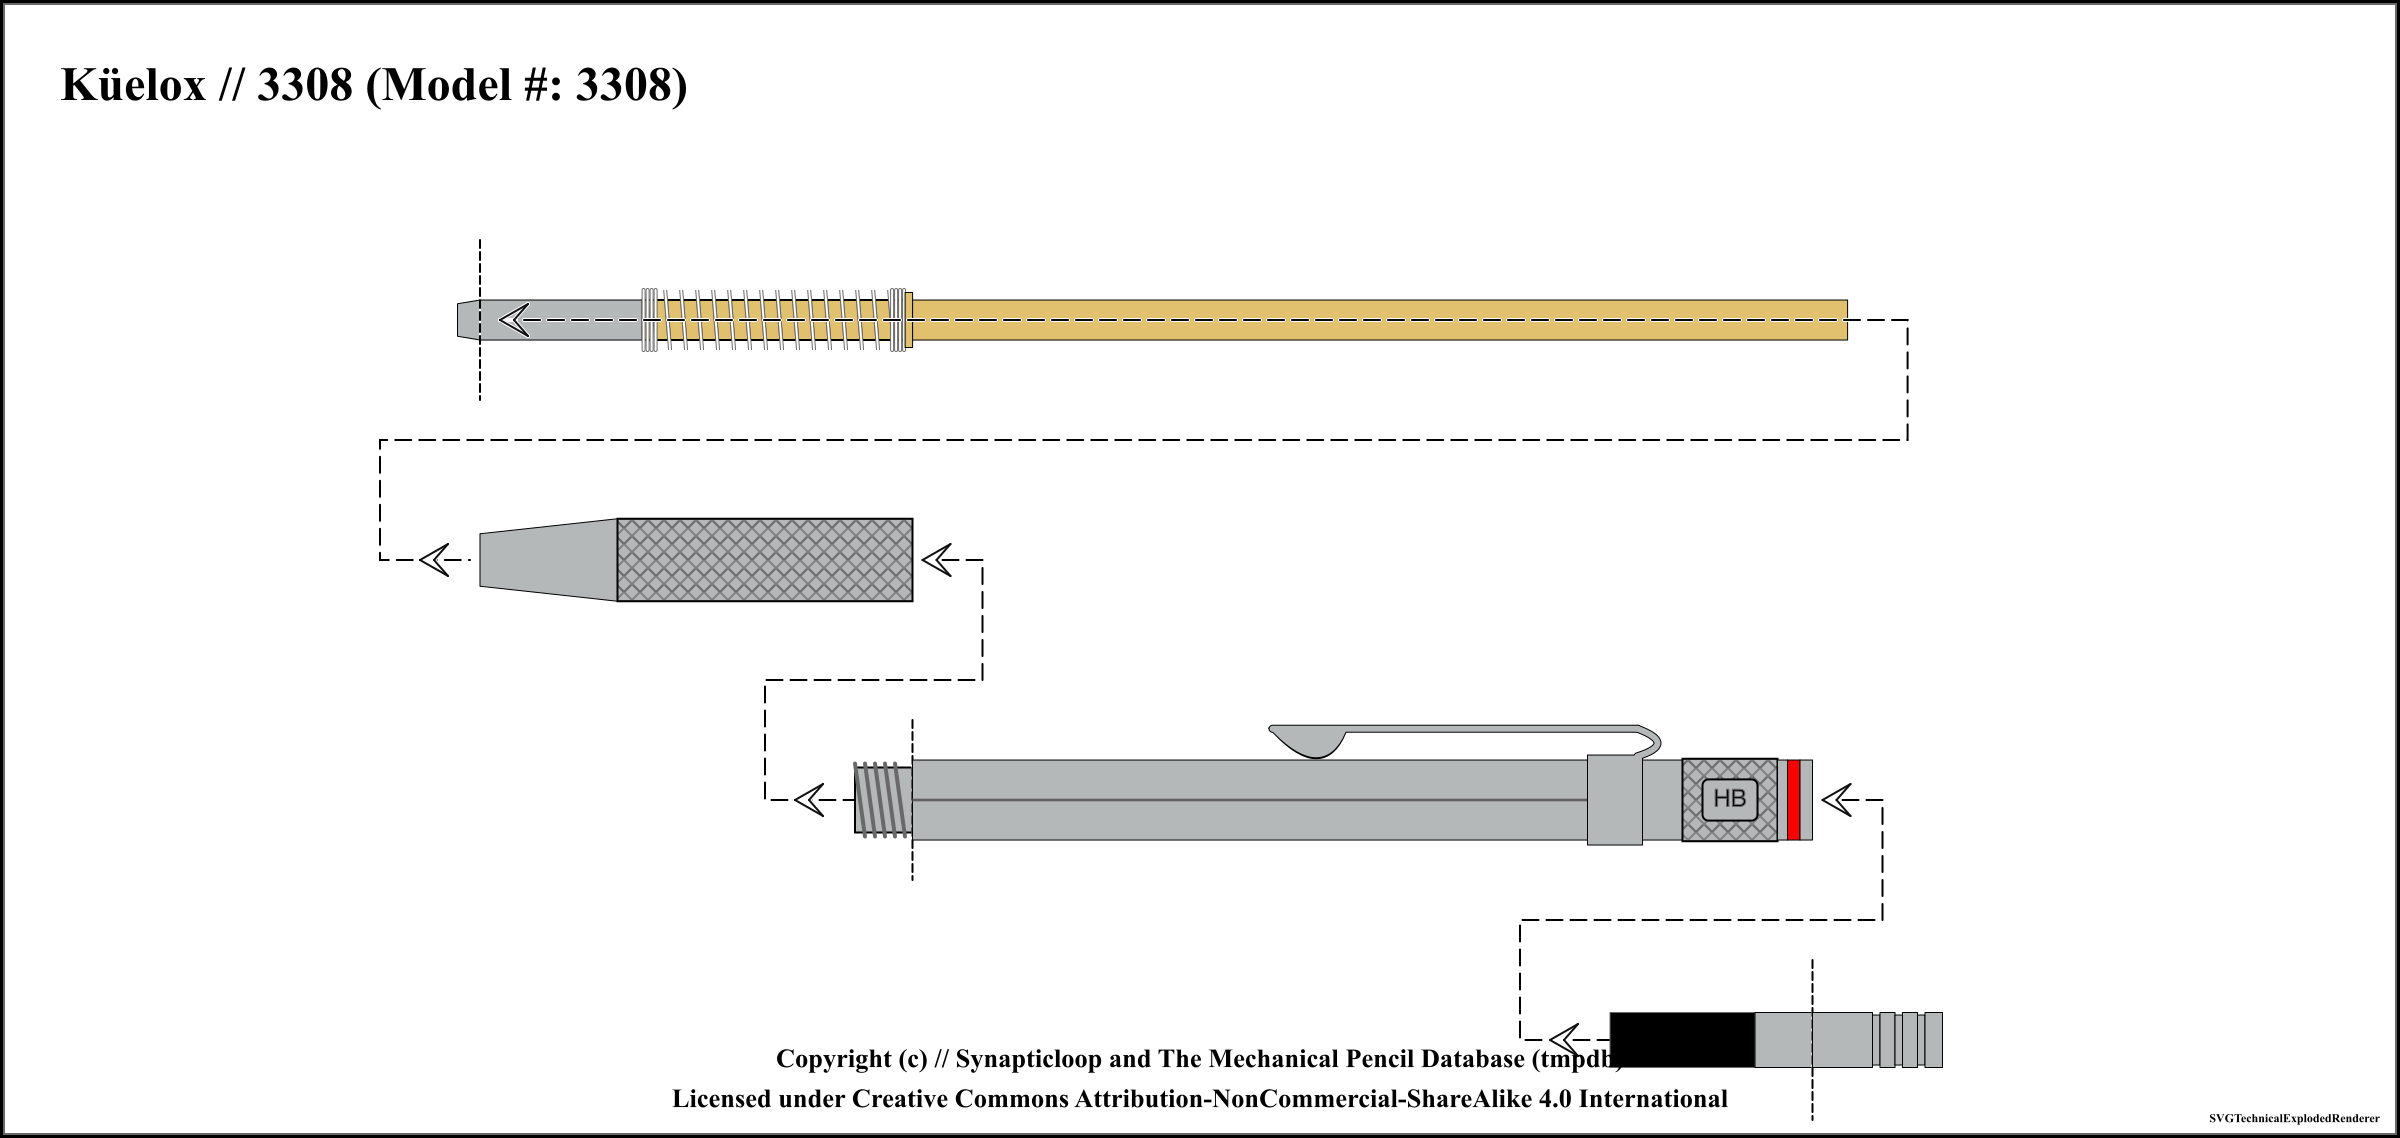 Küelox // 3308 (Model #: 3308)
HB
Copyright (c) // Synapticloop and The Mechanical Pencil Database (tmpdb)
Licensed under Creative Commons Attribution-NonCommercial-ShareAlike 4.0 International
SVGTechnicalExplodedRenderer